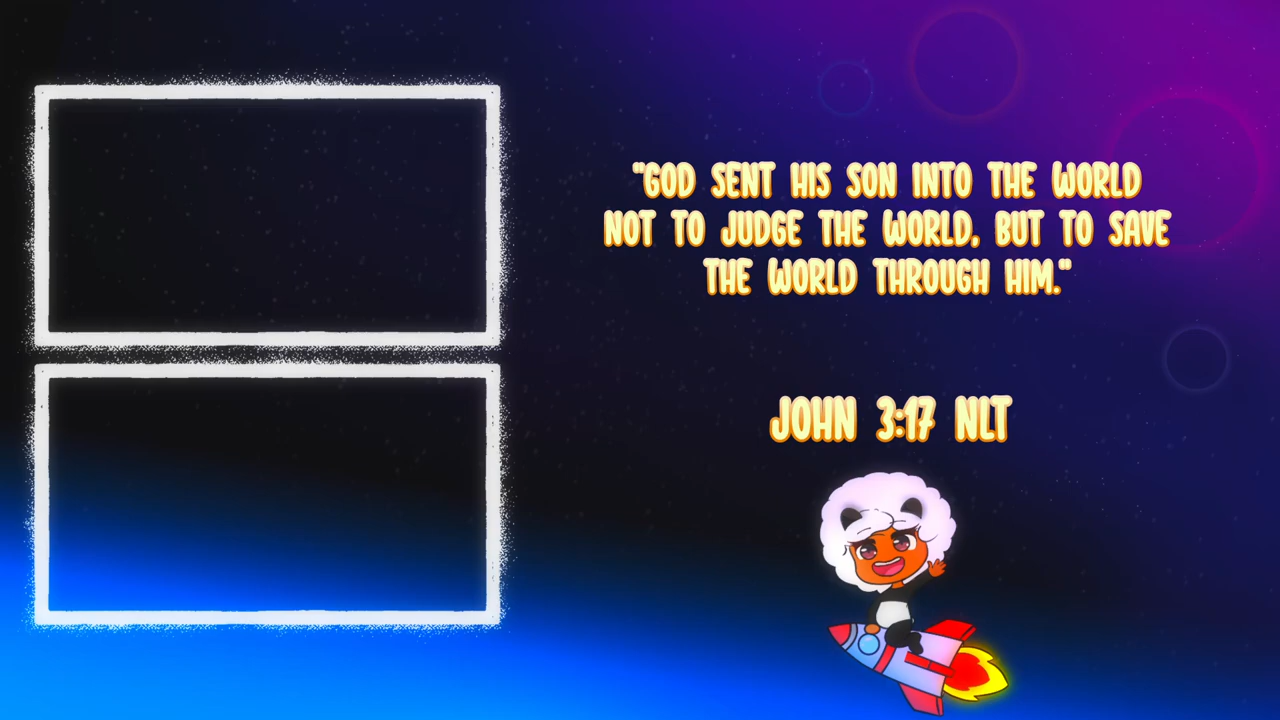 "GOD SENT HIS SON INTO THE WORLD
NOT TO JUDGE THE WORLD, BUT TO SAVE
THE WORLD THROUGH HIM."
JOHN 3:17 NLT